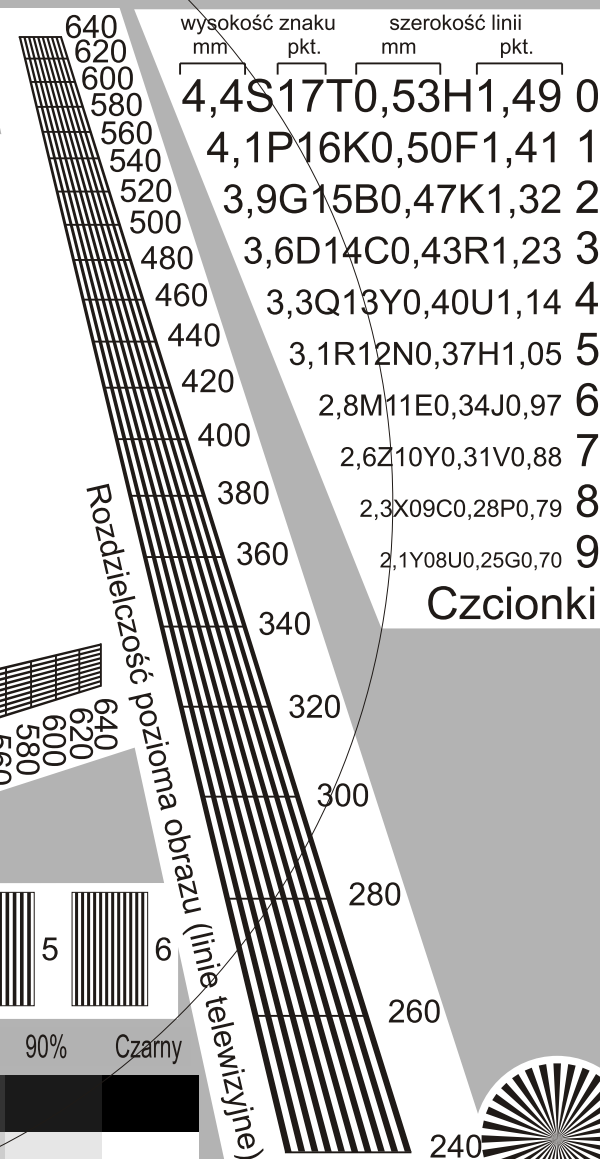 wysokość znaku szerokość linii
mm pkt. mm pkt.
4,4S17T0,53H1,49 0
4,1P16K0,50F1,41 1
3,9G15B0,47K1,32 2
3,6D14C0,43R1,23 3
3,3Q13Y0,40U1,14 4
3,1R12N0,37H1,05 5
2,8M11E0,34J0,97 6
2,6Z10Y0,31V0,88 7
2,3X09C0,28P0,79 8
2,1Y08U0,25G0,70 9
Czcionki
640
620
600
580
560
540
520
500
480
460
440
420
400
380
360
340
320
300
280
260
240
Rozdzielczość pozioma obrazu (linie telewizyjne)
560
580
600
620
640
5 6
90% Czarny